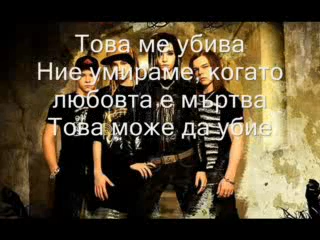 Това ме убива
Ние умираме, когато
любовта е мъртва
Това може да убие